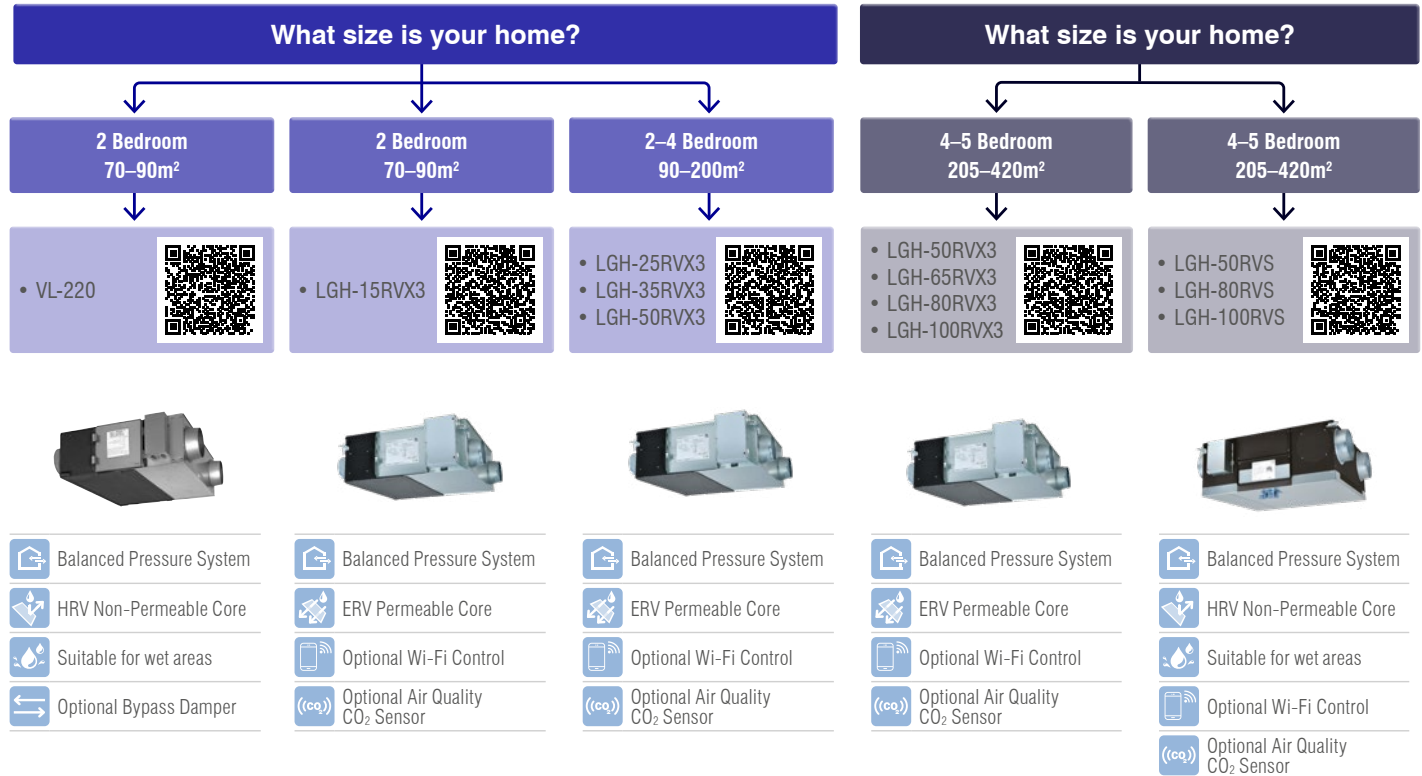 What size is your home?
What size is your home?
2 Bedroom
70–90m²
2 Bedroom
70–90m²
2–4 Bedroom
90–200m²
4–5 Bedroom
205–420m²
4–5 Bedroom
205–420m²
• VL-220
• LGH-15RVX3
• LGH-25RVX3
• LGH-35RVX3
• LGH-50RVX3
• LGH-50RVX3
• LGH-65RVX3
• LGH-80RVX3
• LGH-100RVX3
• LGH-50RVS
• LGH-80RVS
• LGH-100RVS
Balanced Pressure System
HRV Non-Permeable Core
Suitable for wet areas
Optional Bypass Damper
Balanced Pressure System
ERV Permeable Core
Optional Wi-Fi Control
((CO₂))
Optional Air Quality
CO₂ Sensor
Balanced Pressure System
ERV Permeable Core
Optional Wi-Fi Control
((CO₂))
Optional Air Quality
CO₂ Sensor
Balanced Pressure System
ERV Permeable Core
Optional Wi-Fi Control
((CO₂))
Optional Air Quality
CO₂ Sensor
Balanced Pressure System
HRV Non-Permeable Core
Suitable for wet areas
Optional Wi-Fi Control
((CO₂))
Optional Air Quality
CO₂ Sensor